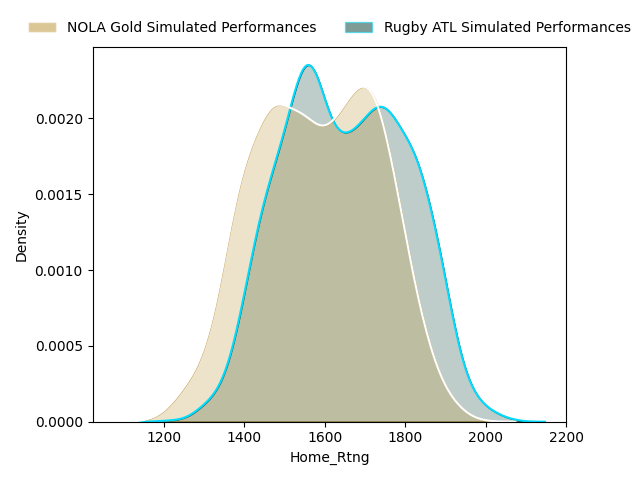 NOLA Gold Simulated Performances Rugby ATL Simulated Performances
0.0020
0.0015
0.0010
0.0005
0.0000
Density
1200 1400 1600 1800 2000 2200
Home_Rtng